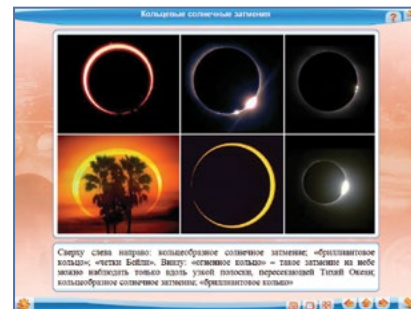 Кольцевые солнечные затмения
?
Сверху слева направо: кольцеобразное солнечное затмение; «бриллиантовое
кольцо»; «четки Бейли». Внизу: «огненное кольцо» – такое затмение на небе
можно наблюдать только вдоль узкой полоски, пересекающей Тихий Океан;
кольцеобразное солнечное затмение; «бриллиантовое кольцо»